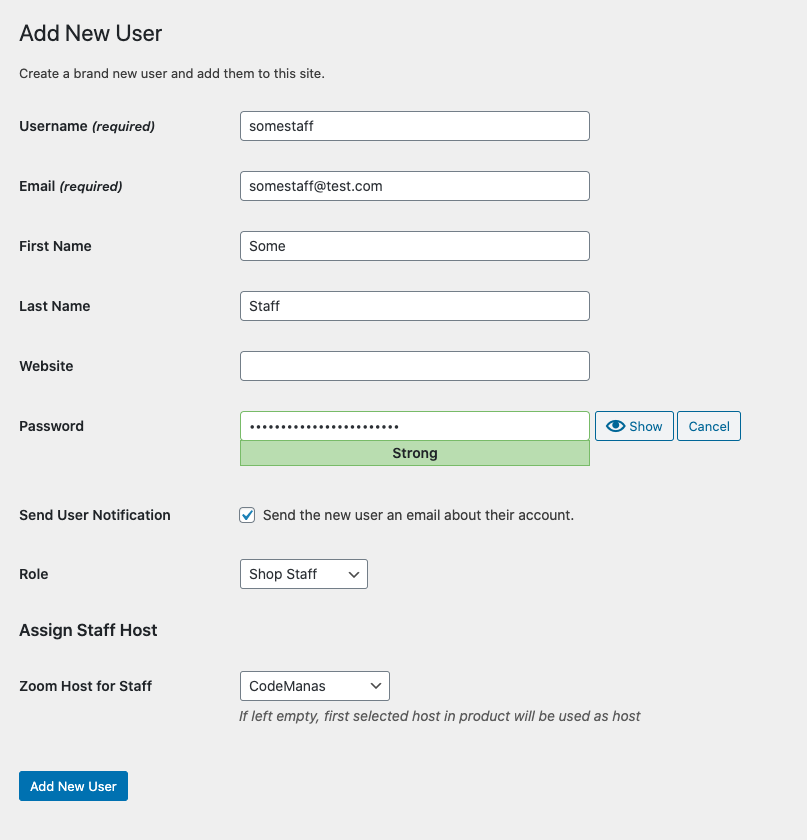 Add New User
Create a brand new user and add them to this site.
Username (required)
somestaff
Email (required)
somestaff@test.com
First Name
Some
Last Name
Staff
Website
Password
••••••••••••••••••••••••
Show
Cancel
Strong
Send User Notification
Send the new user an email about their account.
Role
Shop Staff
Assign Staff Host
Zoom Host for Staff
CodeManas
If left empty, first selected host in product will be used as host
Add New User